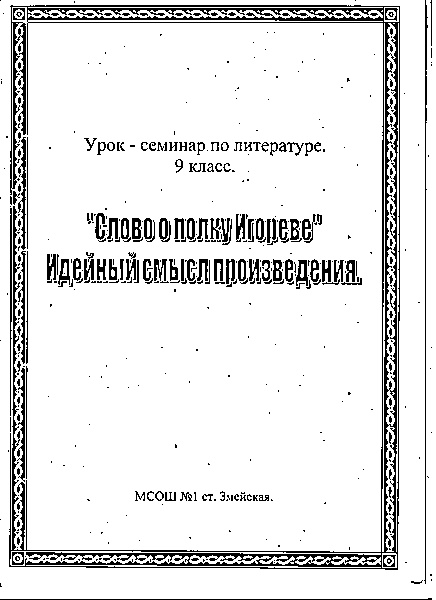 Урок - семинар по литературе.
9 класс.
"Слово о полку Игореве"
Идейный смысл произведения.
МСОШ №1 ст. Змейская.